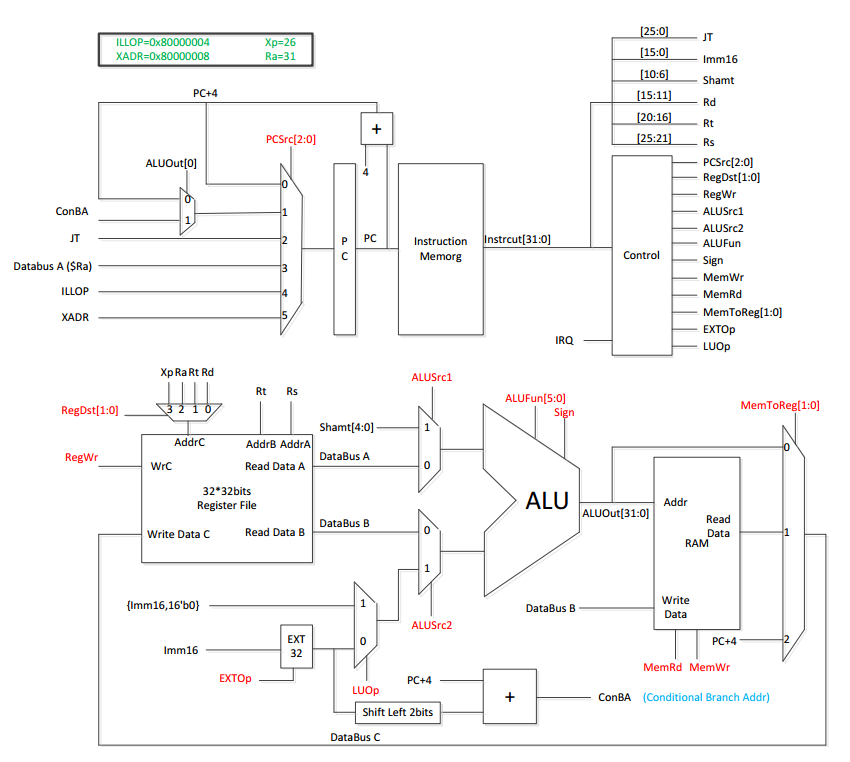 ILLOP=0x80000004 Xp=26
XADR=0x80000008 Ra=31
PC+4
+
4
PCSrc[2:0]
ALUOut[0]
0
1
ConBA
JT
Databus A ($Ra)
ILLOP
XADR
0
1
2
3
4
5
P
C
PC
Instruction
Memorg
Instrcut[31:0]
[25:0] JT
[15:0] Imm16
[10:6] Shamt
[15:11] Rd
[20:16] Rt
[25:21] Rs
Control
IRQ
PCSrc[2:0]
RegDst[1:0]
RegWr
ALUSrc1
ALUSrc2
ALUFun
Sign
MemWr
MemRd
MemToReg[1:0]
EXTOp
LUOp
Xp Ra Rt Rd
RegDst[1:0]
3 2 1 0
Rt Rs
AddrC
AddrB AddrA
RegWr
WrC
Read Data A
32*32bits
Register File
Write Data C
Read Data B
ALUSrc1
Shamt[4:0]
1
DataBus A
0
DataBus B
0
1
ALUSrc2
ALUFun[5:0]
Sign
ALU
ALUOut[31:0]
MemToReg[1:0]
0
1
2
Addr
Read
Data
RAM
Write
Data
DataBus B
PC+4
MemRd MemWr
{Imm16,16'b0}
1
0
Imm16
EXT
32
EXTOp
LUOp
Shift Left 2bits
PC+4
+
ConBA (Conditional Branch Addr)
DataBus C